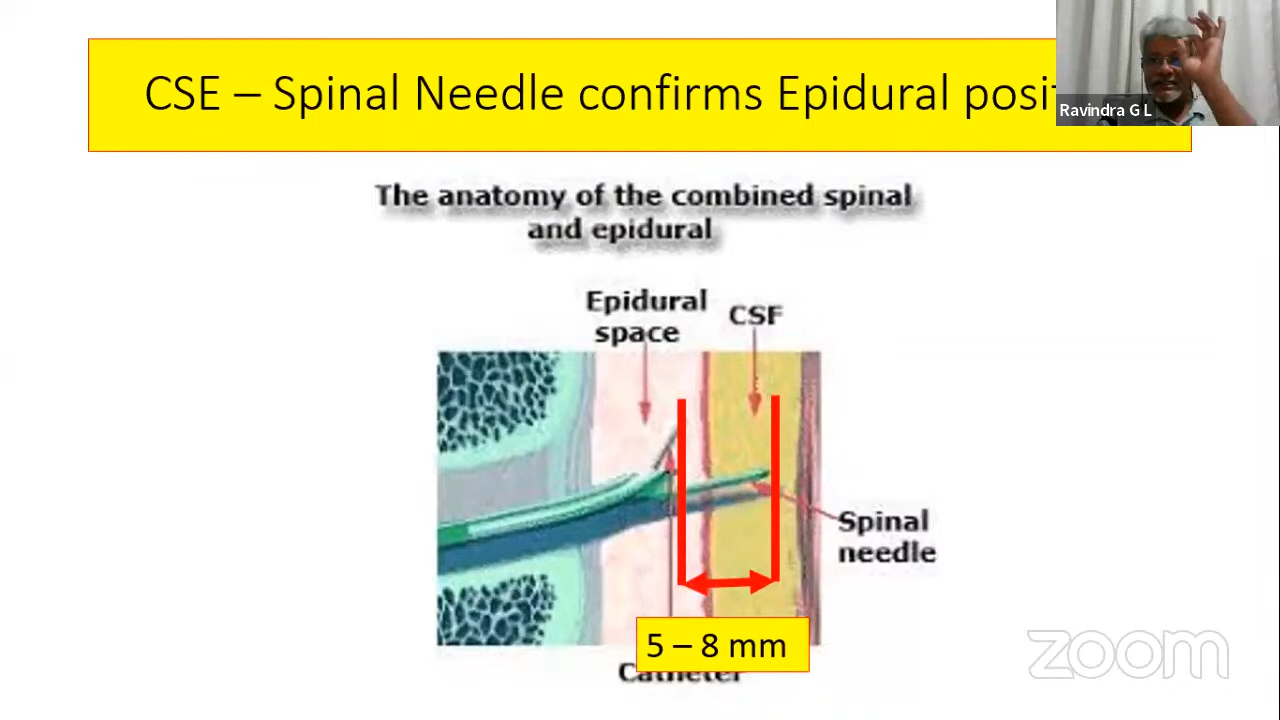 CSE – Spinal Needle confirms Epidural
Ravindra G L
The anatomy of the combined spinal
and epidural
Epidural
space
CSF
Spinal
needle
5 – 8 mm
Catheter
zoom